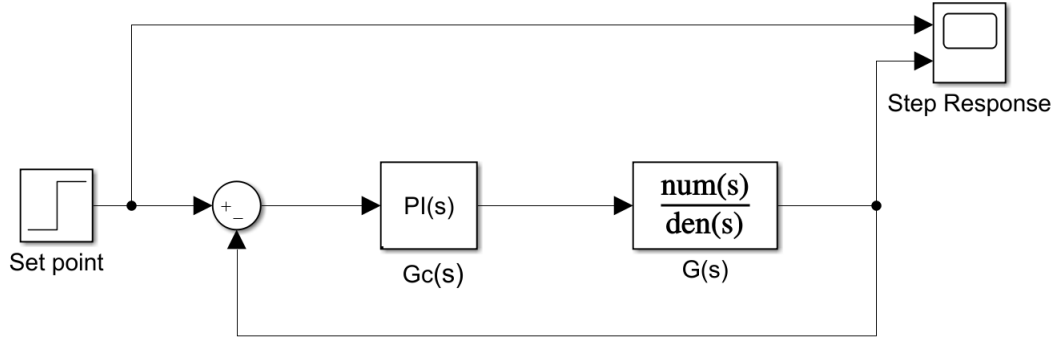 Step Response
+
−
PI(s)
num(s)
den(s)
Set point
Gc(s)
G(s)